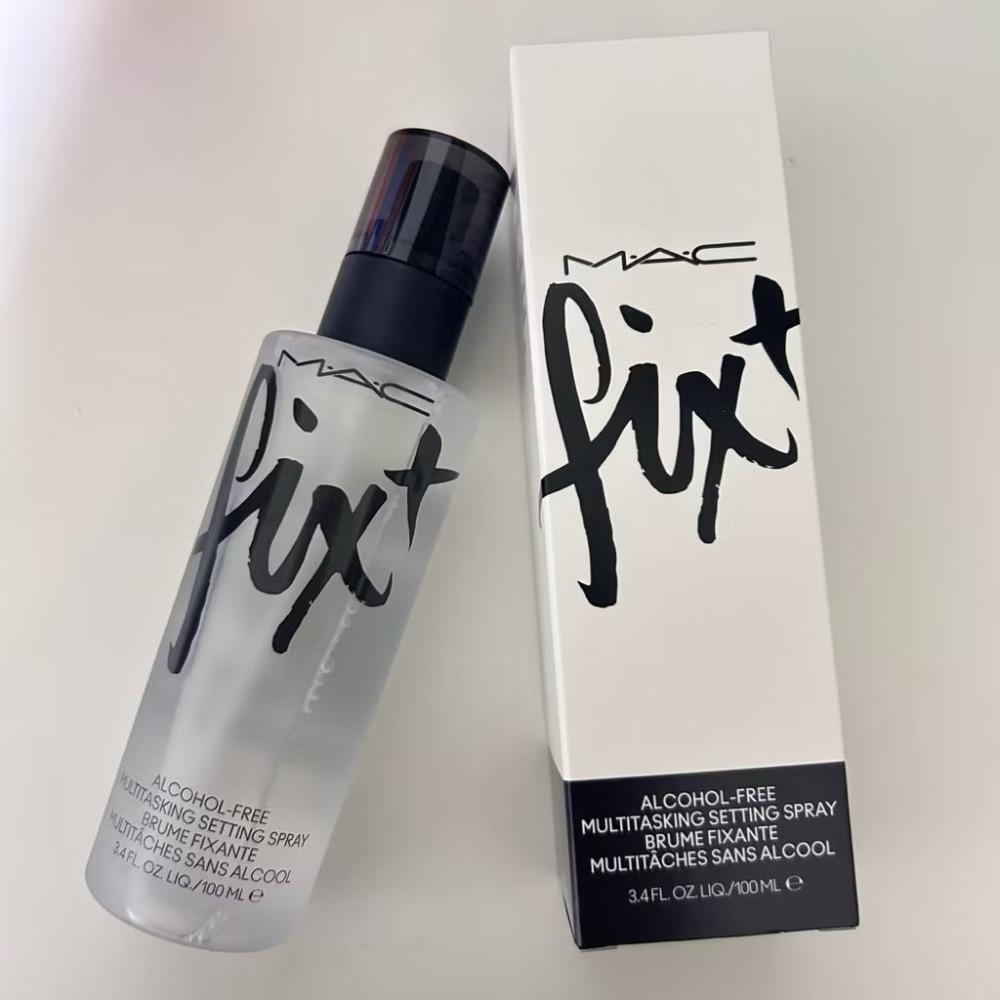 M·A·C
fix+
ALCOHOL-FREE
MULTITASKING SETTING SPRAY
BRUME FIXANTE
MULTITÂCHES SANS ALCOOL
3.4 FL. OZ. LIQ./100 ML ℮
M·A·C
fix+
ALCOHOL-FREE
MULTITASKING SETTING SPRAY
BRUME FIXANTE
MULTITÂCHES SANS ALCOOL
3.4 FL. OZ. LIQ./100 ML ℮